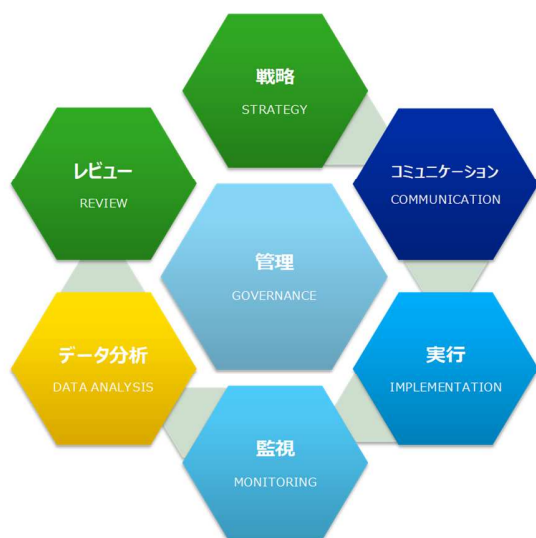 戦略
STRATEGY
コミュニケーション
COMMUNICATION
実行
IMPLEMENTATION
監視
MONITORING
データ分析
DATA ANALYSIS
レビュー
REVIEW
管理
GOVERNANCE